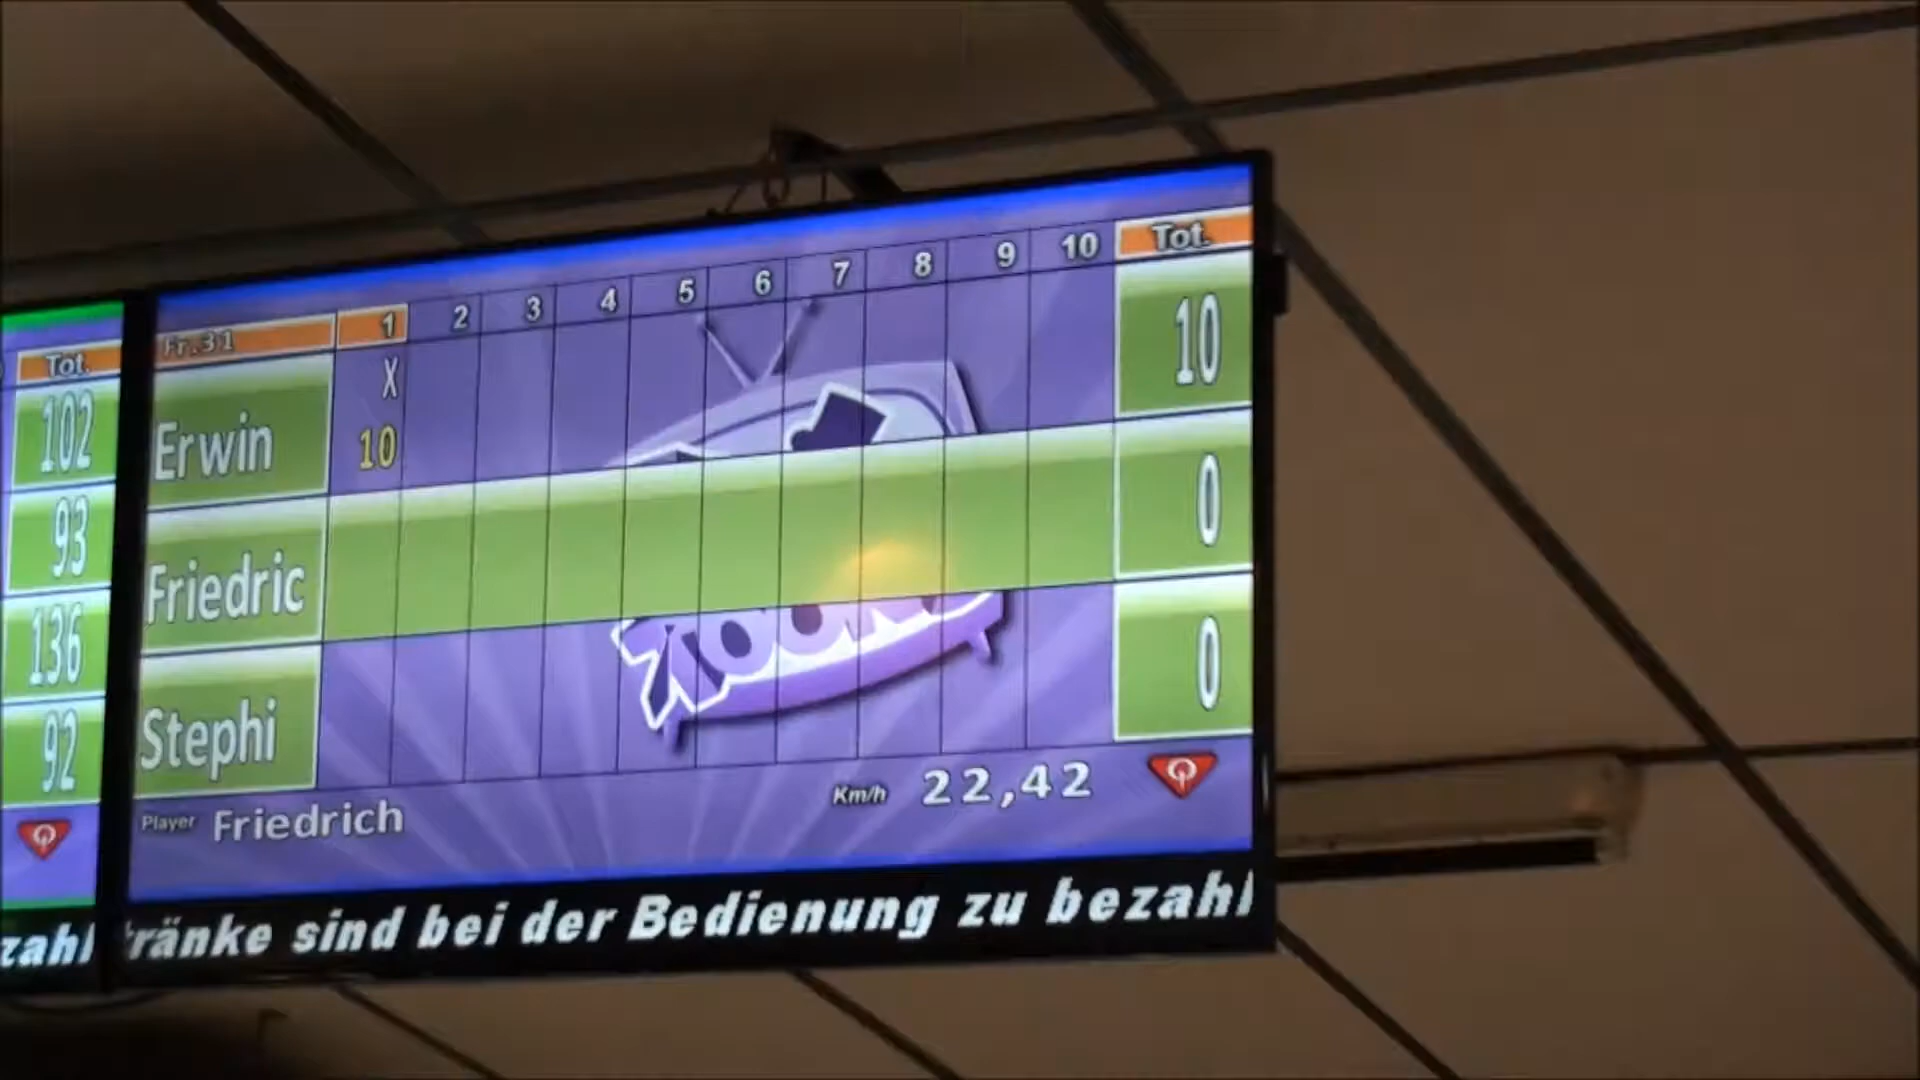 Tot.
102
93
136
92
zahl
Fr.31 1 2 3 4 5 6 7 8 9 10 Tot.
X
Erwin 10 10
Friedric 0
Stephi 0
Player Friedrich Km/h 22,42
ränke sind bei der Bedienung zu bezahl